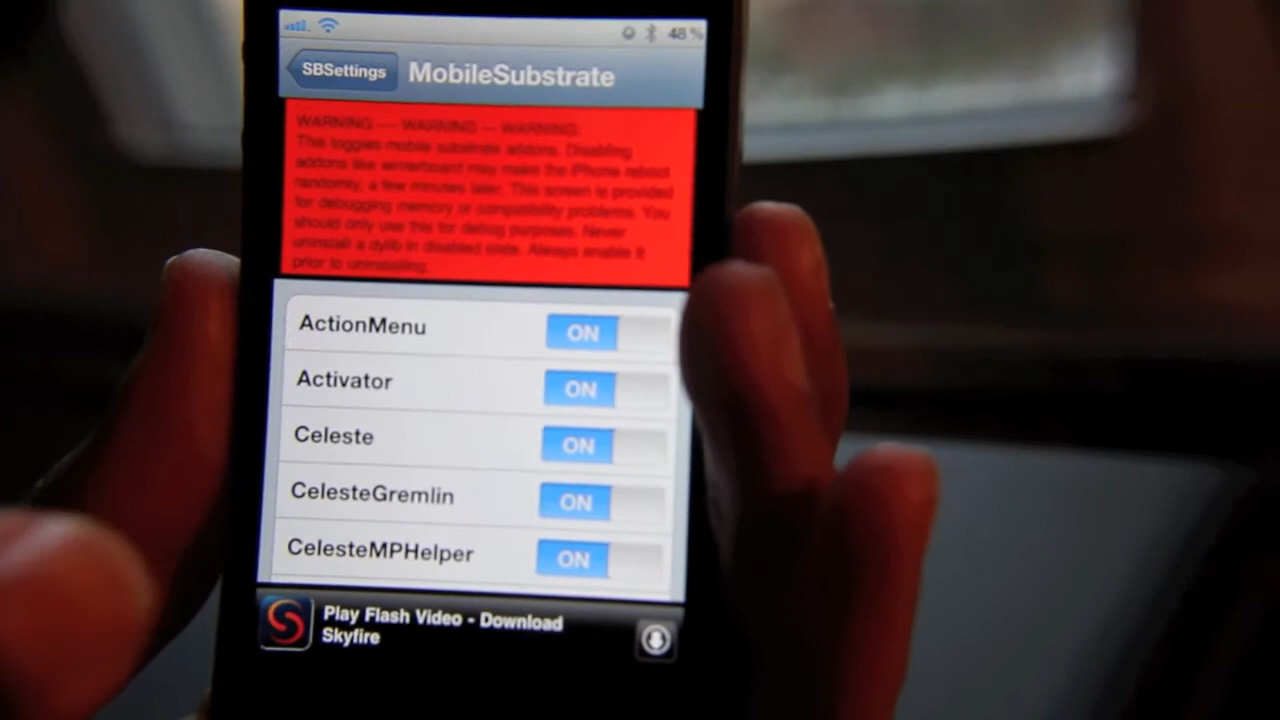 48%
SBSettings MobileSubstrate
WARNING ---- WARNING --- WARNING:
This toggles mobile substrate addons. Disabling
addons like winterboard may make the iPhone reboot
randomly, a few minutes later. This screen is provided
for debugging memory or compatibility problems. You
should only use this for debug purposes. Never
uninstall a dylib in disabled state. Always enable it
prior to uninstalling.
ActionMenu ON
Activator ON
Celeste ON
CelesteGremlin ON
CelesteMPHelper ON
Play Flash Video - Download
Skyfire